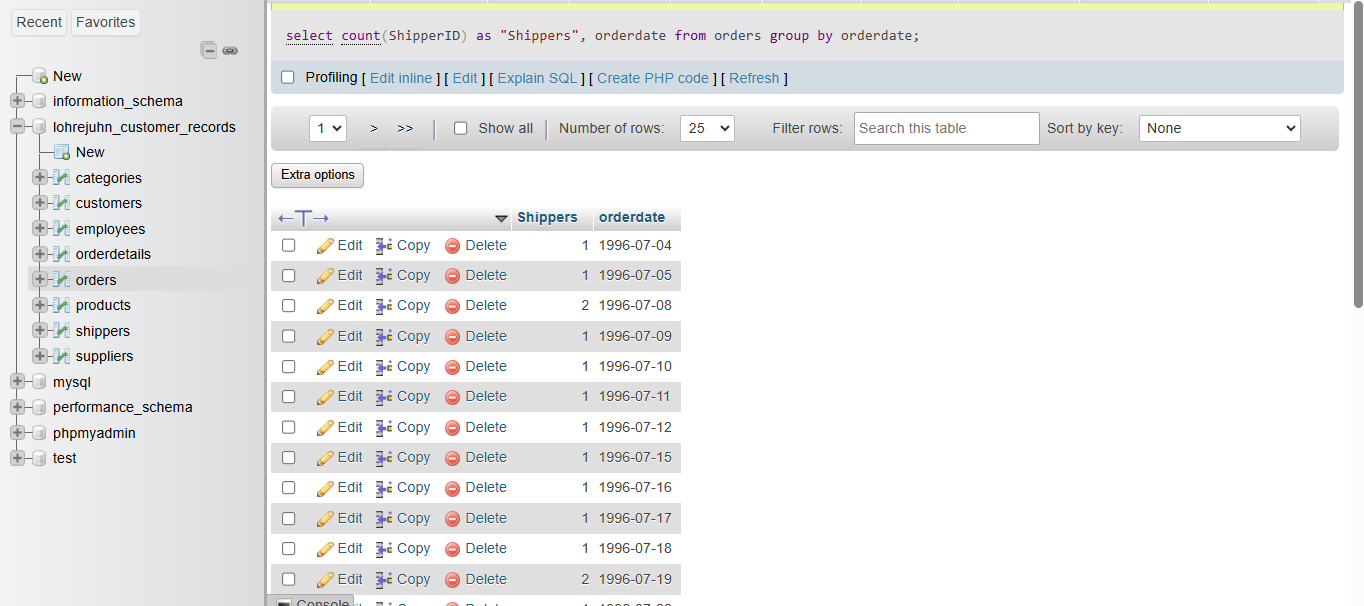 Recent Favorites
New
information_schema
lohrejuhn_customer_records
New
categories
customers
employees
orderdetails
orders
products
shippers
suppliers
mysql
performance_schema
phpmyadmin
test
select count(ShipperID) as "Shippers", orderdate from orders group by orderdate;
Profiling [ Edit inline ] [ Edit ] [ Explain SQL ] [ Create PHP code ] [ Refresh ]
1 > >> | Show all | Number of rows: 25 Filter rows: Search this table Sort by key: None
Extra options
←T→ Shippers orderdate
Edit Copy Delete 1 1996-07-04
Edit Copy Delete 1 1996-07-05
Edit Copy Delete 2 1996-07-08
Edit Copy Delete 1 1996-07-09
Edit Copy Delete 1 1996-07-10
Edit Copy Delete 1 1996-07-11
Edit Copy Delete 1 1996-07-12
Edit Copy Delete 1 1996-07-15
Edit Copy Delete 1 1996-07-16
Edit Copy Delete 1 1996-07-17
Edit Copy Delete 1 1996-07-18
Edit Copy Delete 2 1996-07-19
Console